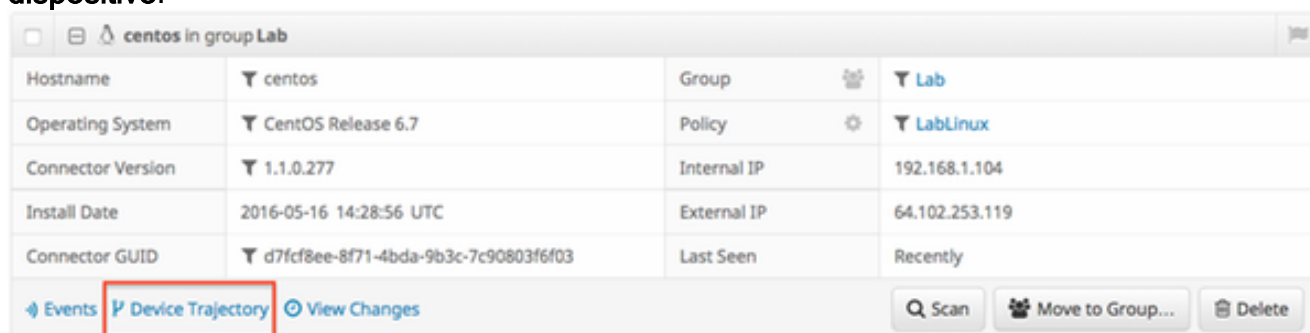 dispositivo.
centos in group Lab
Hostname centos Group Lab
Operating System CentOS Release 6.7 Policy LabLinux
Connector Version 1.1.0.277 Internal IP 192.168.1.104
Install Date 2016-05-16 14:28:56 UTC External IP 64.102.253.119
Connector GUID d7fcf8ee-8f71-4bda-9b3c-7c90803f6f03 Last Seen Recently
Events Device Trajectory View Changes Scan Move to Group... Delete